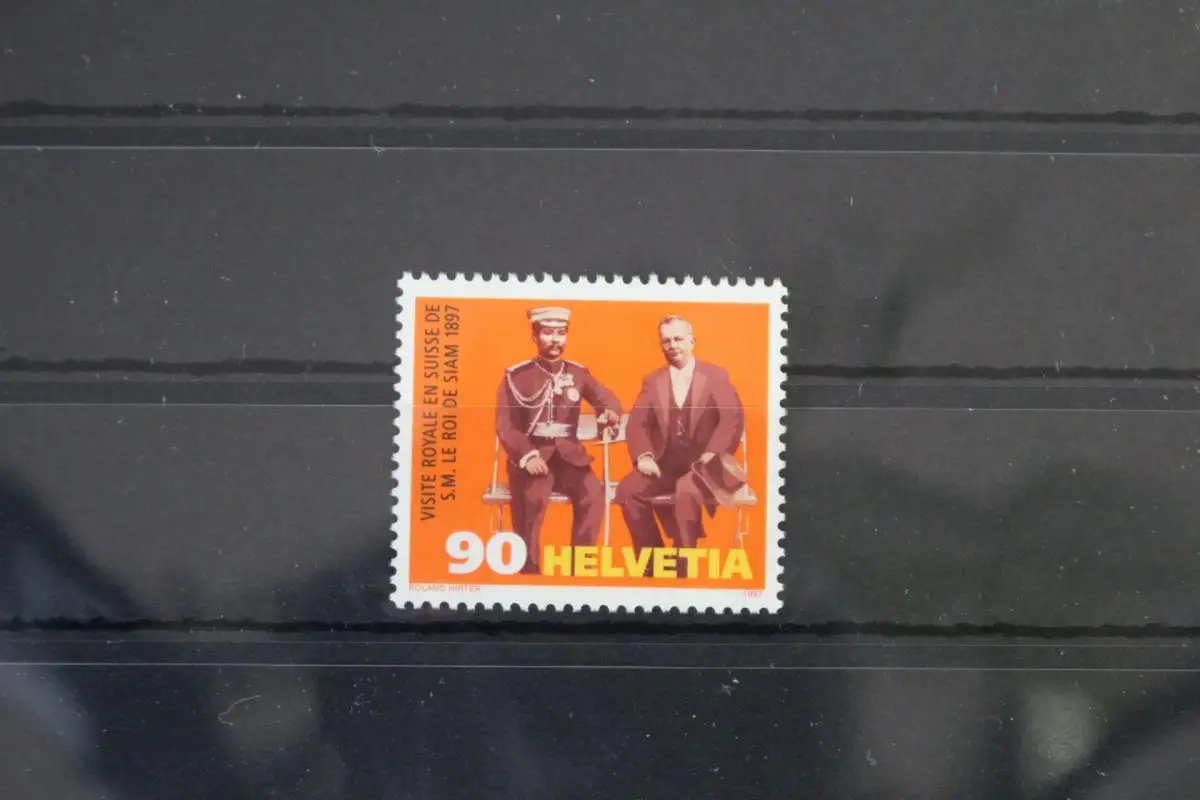 VISITE ROYALE EN SUISSE DE
S.M. LE ROI DE SIAM 1897
90 HELVETIA
ROLAND HIRTER
1997